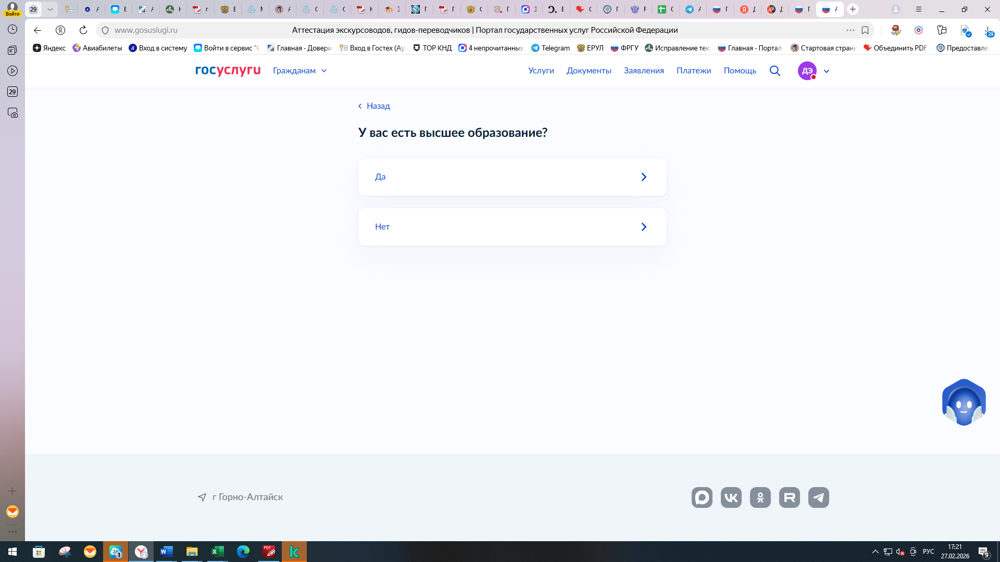 Войти
29
www.gosuslugi.ru
Аттестация экскурсоводов, гидов-переводчиков | Портал государственных услуг Российской Федерации
29
Яндекс
Авиабилеты
Вход в систему
Войти в сервис "С
Главная - Довери
Вход в Гостех (Ау
ТОР КНД
4 непрочитанных
Telegram
ЕРУЛ
ФРГУ
Исправление тек
Главная - Портал
Стартовая страни
Объединить PDF
Предоставле
29
госуслуги
Гражданам
Услуги
Документы
Заявления
Платежи
Помощь
ДЭ
Назад
У вас есть высшее образование?
Да
Нет
г Горно-Алтайск
РУС
17:21
27.02.2026
9